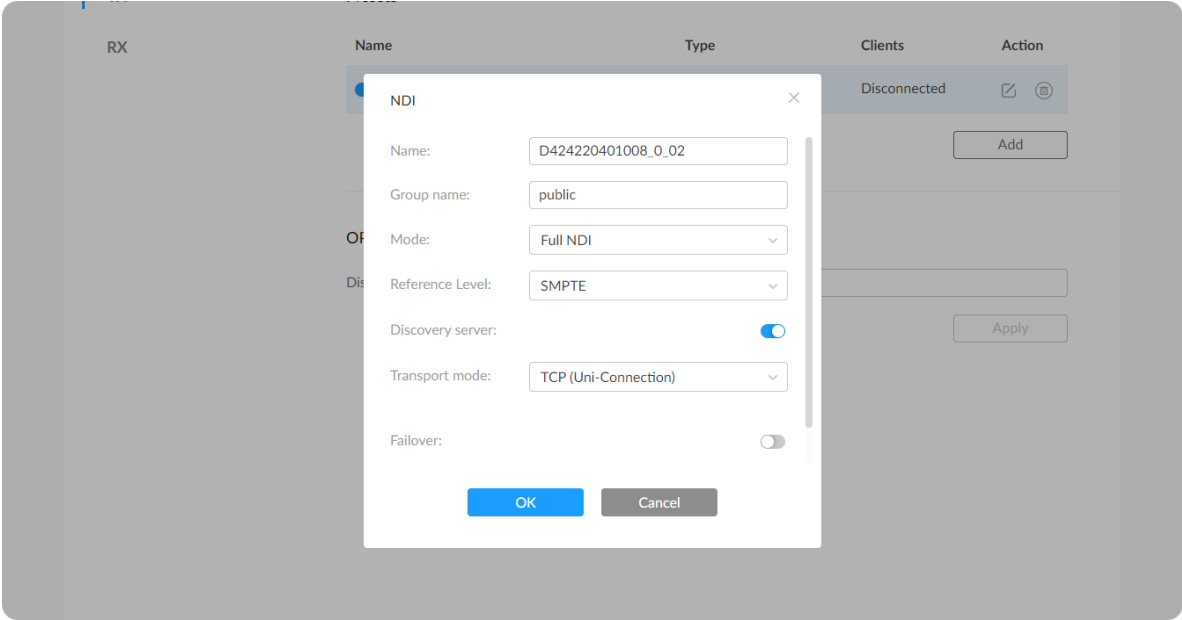 RX
Name Type Clients Action
Disconnected
Add
NDI
Name: D424220401008_0_02
Group name: public
Mode: Full NDI
Reference Level: SMPTE
Discovery server:
Transport mode: TCP (Uni-Connection)
Failover:
OK Cancel
Apply